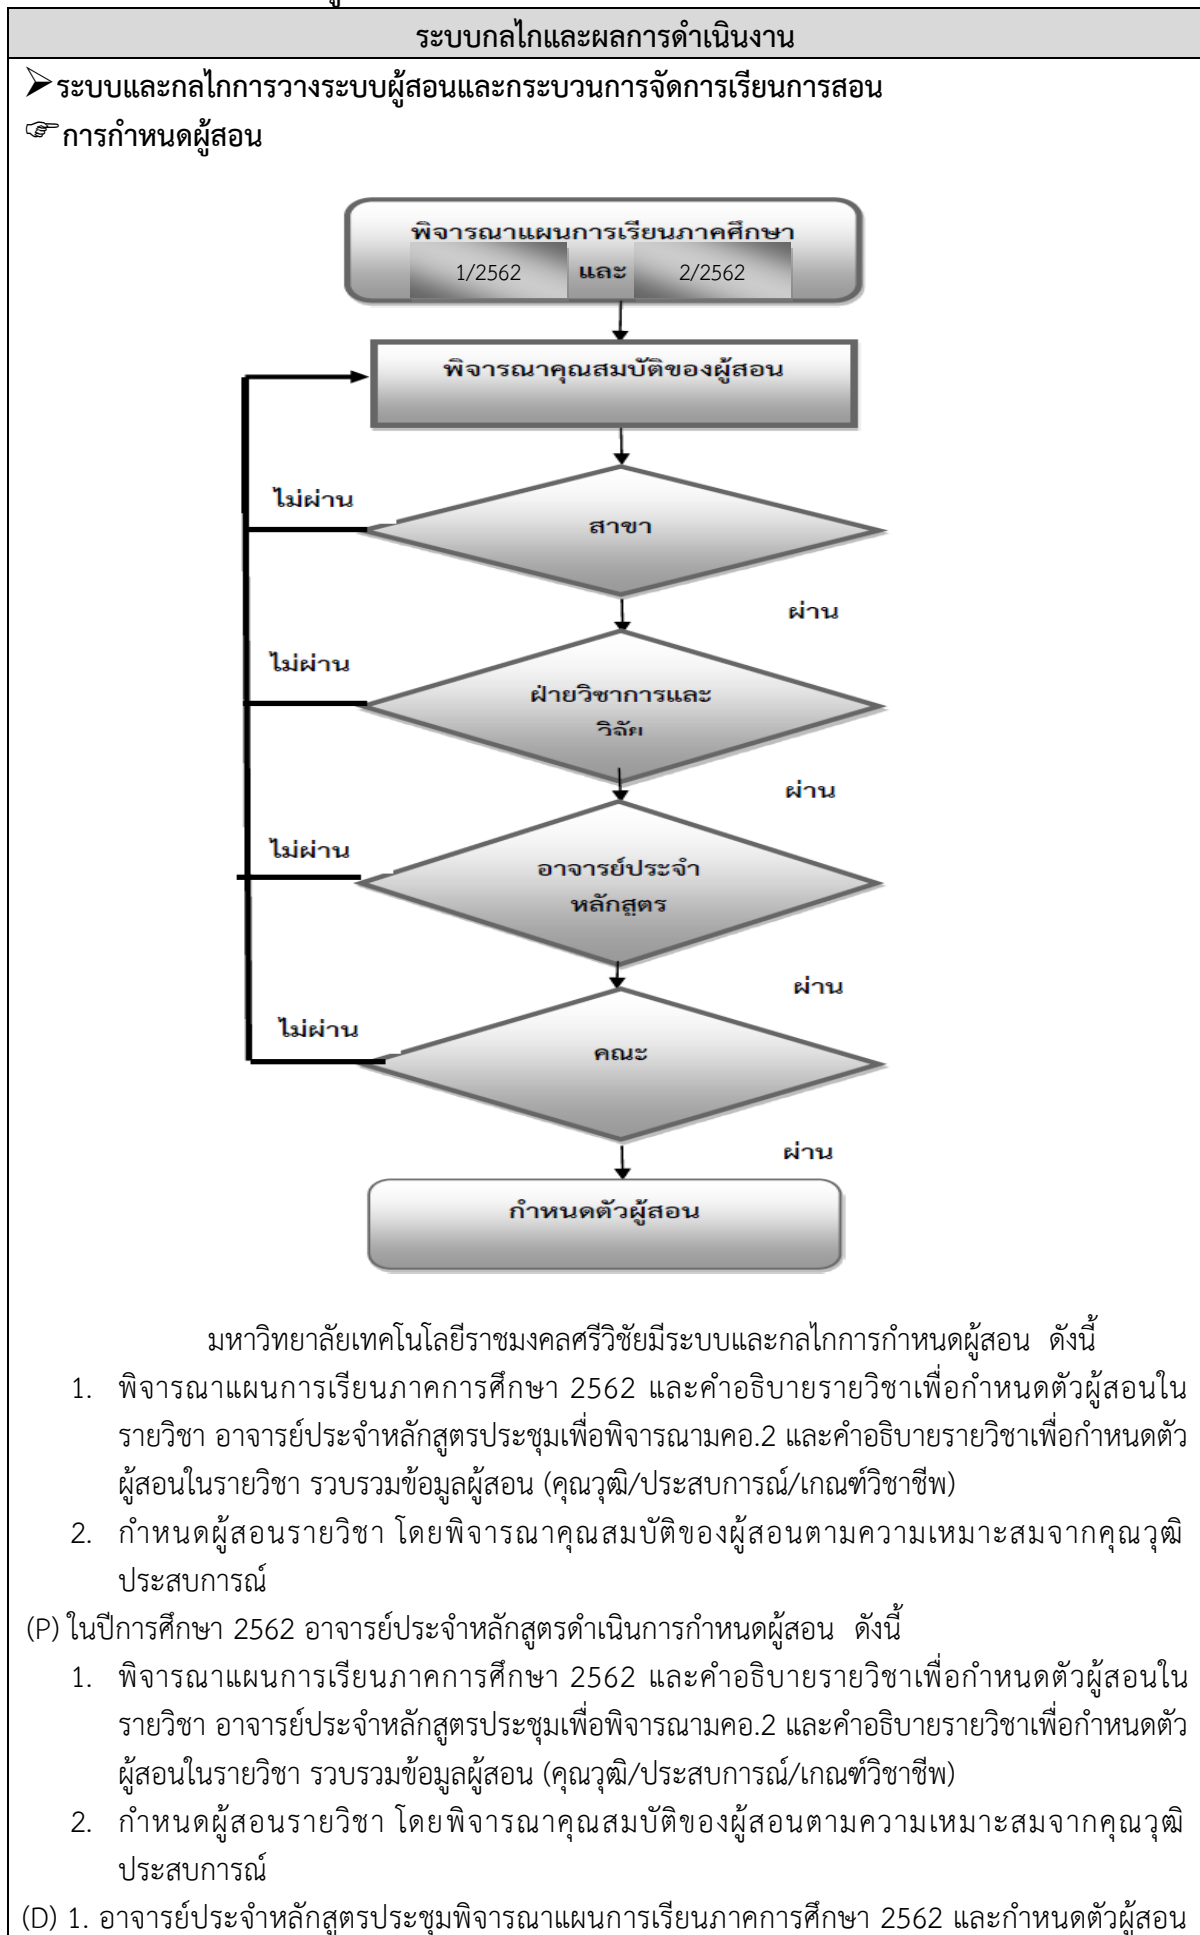 ระบบกลไกและผลการดำเนินงาน
➢ ระบบและกลไกการวางระบบผู้สอนและกระบวนการจัดการเรียนการสอน
☞ การกำหนดผู้สอน
พิจารณาแผนการเรียนภาคศึกษา
1/2562 และ 2/2562
พิจารณาคุณสมบัติของผู้สอน
ไม่ผ่าน
สาขา
ผ่าน
ไม่ผ่าน
ฝ่ายวิชาการและ
วิจัย
ผ่าน
ไม่ผ่าน
อาจารย์ประจำ
หลักสูตร
ผ่าน
ไม่ผ่าน
คณะ
ผ่าน
กำหนดตัวผู้สอน
มหาวิทยาลัยเทคโนโลยีราชมงคลศรีวิชัยมีระบบและกลไกการกำหนดผู้สอน ดังนี้
1. พิจารณาแผนการเรียนภาคการศึกษา 2562 และคำอธิบายรายวิชาเพื่อกำหนดตัวผู้สอนใน
รายวิชา อาจารย์ประจำหลักสูตรประชุมเพื่อพิจารณามคอ.2 และคำอธิบายรายวิชาเพื่อกำหนดตัว
ผู้สอนในรายวิชา รวบรวมข้อมูลผู้สอน (คุณวุฒิ/ประสบการณ์/เกณฑ์วิชาชีพ)
2. กำหนดผู้สอนรายวิชา โดยพิจารณาคุณสมบัติของผู้สอนตามความเหมาะสมจากคุณวุฒิ
ประสบการณ์
(P) ในปีการศึกษา 2562 อาจารย์ประจำหลักสูตรดำเนินการกำหนดผู้สอน ดังนี้
1. พิจารณาแผนการเรียนภาคการศึกษา 2562 และคำอธิบายรายวิชาเพื่อกำหนดตัวผู้สอนใน
รายวิชา อาจารย์ประจำหลักสูตรประชุมเพื่อพิจารณามคอ.2 และคำอธิบายรายวิชาเพื่อกำหนดตัว
ผู้สอนในรายวิชา รวบรวมข้อมูลผู้สอน (คุณวุฒิ/ประสบการณ์/เกณฑ์วิชาชีพ)
2. กำหนดผู้สอนรายวิชา โดยพิจารณาคุณสมบัติของผู้สอนตามความเหมาะสมจากคุณวุฒิ
ประสบการณ์
(D) 1. อาจารย์ประจำหลักสูตรประชุมพิจารณาแผนการเรียนภาคการศึกษา 2562 และกำหนดตัวผู้สอน